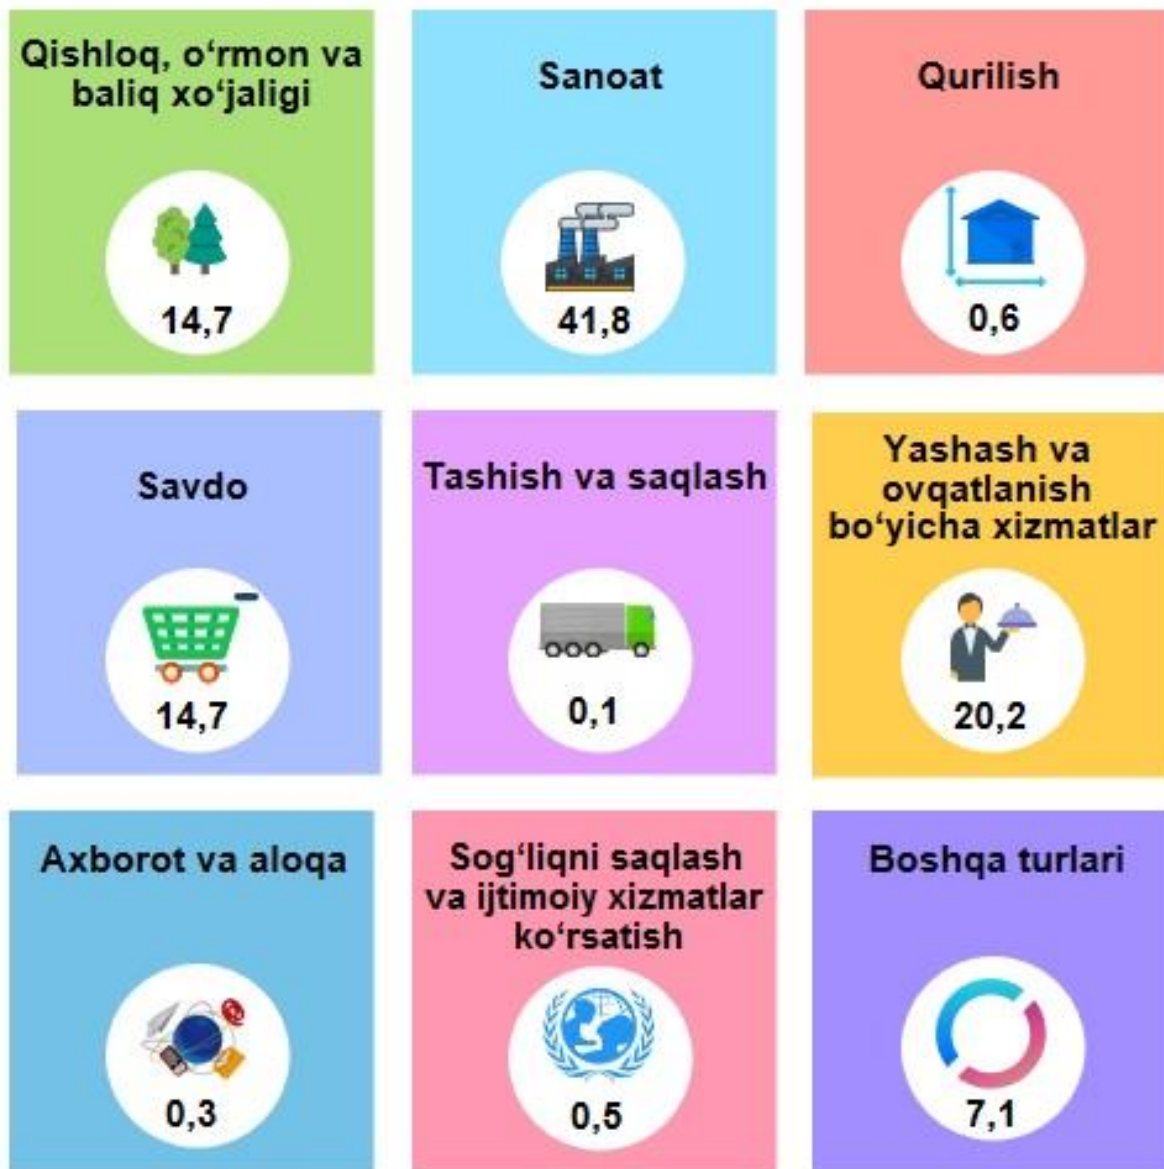 Qishloq, o‘rmon va
baliq xo‘jaligi
14,7
Sanoat
41,8
Qurilish
0,6
Savdo
14,7
Tashish va saqlash
0,1
Yashash va
ovqatlanish
bo‘yicha xizmatlar
20,2
Axborot va aloqa
0,3
Sog‘liqni saqlash
va ijtimoiy xizmatlar
ko‘rsatish
0,5
Boshqa turlari
7,1